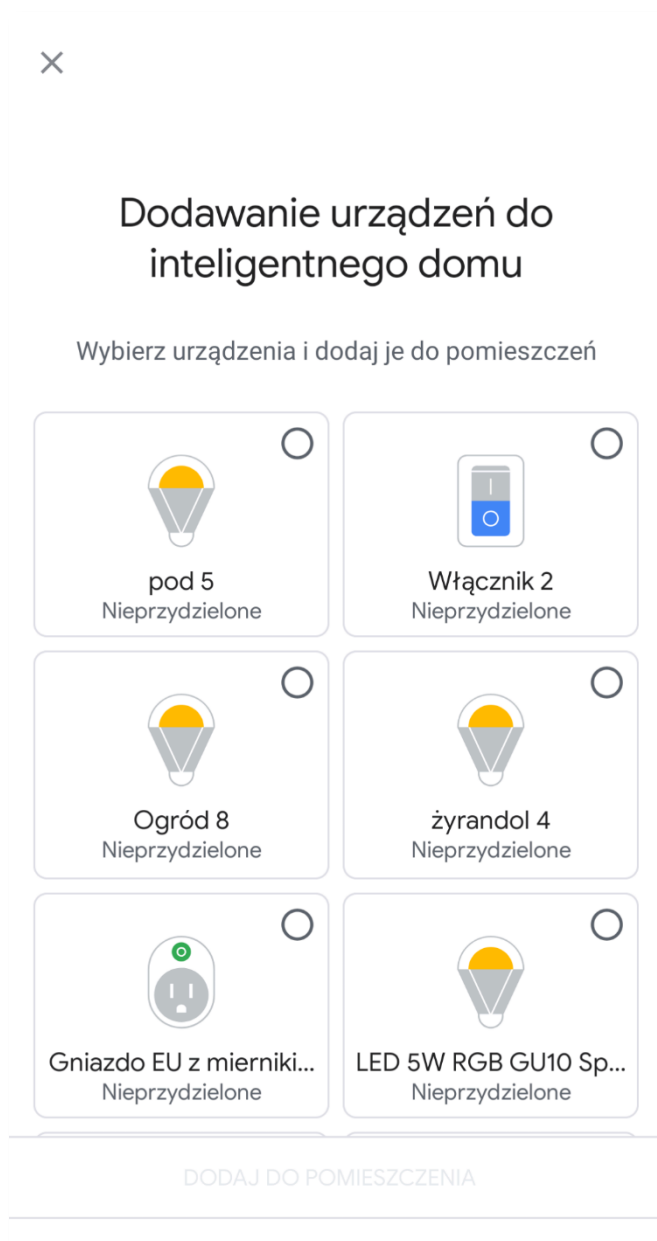 Dodawanie urządzeń do
inteligentnego domu
Wybierz urządzenia i dodaj je do pomieszczeń
pod 5
Nieprzydzielone
Włącznik 2
Nieprzydzielone
Ogród 8
Nieprzydzielone
żyrandol 4
Nieprzydzielone
Gniazdo EU z mierniki...
Nieprzydzielone
LED 5W RGB GU10 Sp...
Nieprzydzielone
DODAJ DO POMIESZCZENIA